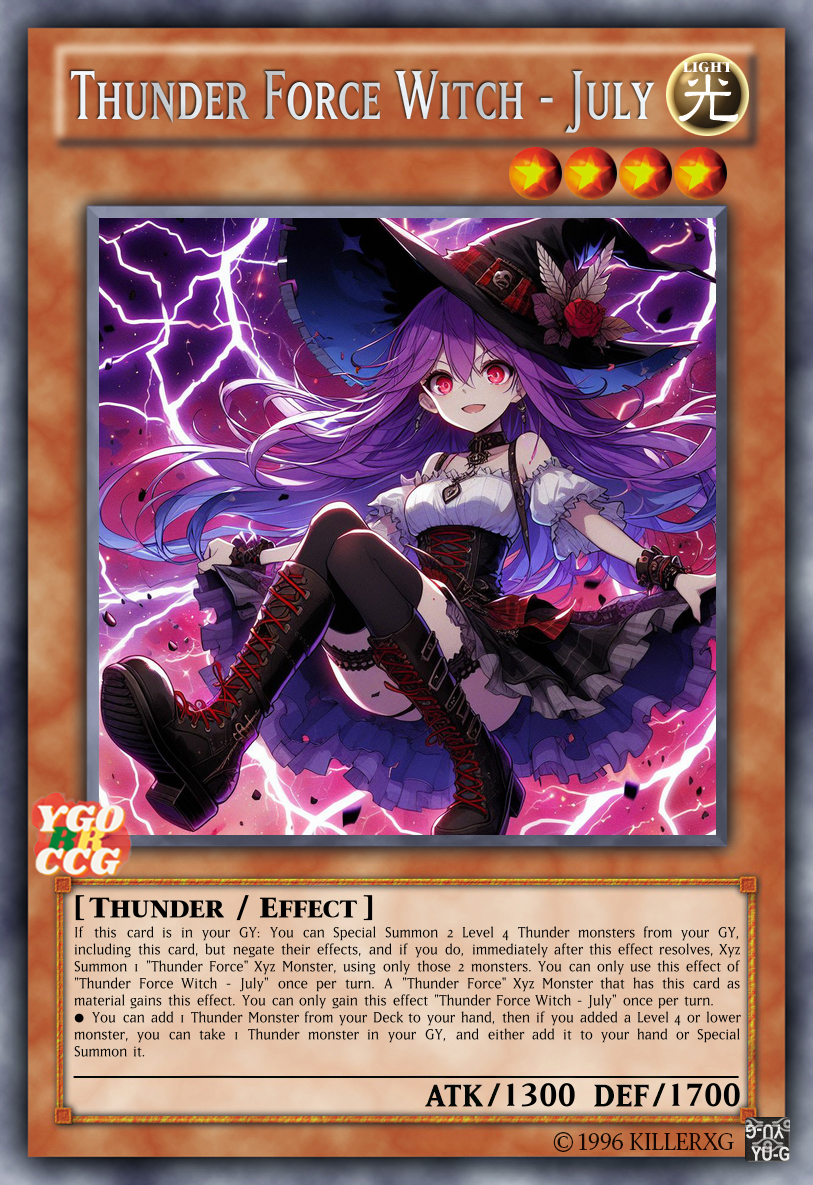 Thunder Force Witch - July
LIGHT
光
YGO
BR
CCG
[ Thunder / Effect ]
If this card is in your GY: You can Special Summon 2 Level 4 Thunder monsters from your GY,
including this card, but negate their effects, and if you do, immediately after this effect resolves, Xyz
Summon 1 "Thunder Force" Xyz Monster, using only those 2 monsters. You can only use this effect of
"Thunder Force Witch - July" once per turn. A "Thunder Force" Xyz Monster that has this card as
material gains this effect. You can only gain this effect "Thunder Force Witch - July" once per turn.
● You can add 1 Thunder Monster from your Deck to your hand, then if you added a Level 4 or lower
monster, you can take 1 Thunder monster in your GY, and either add it to your hand or Special
Summon it.
ATK/1300 DEF/1700
© 1996 KILLERXG
YU-G
YU-G